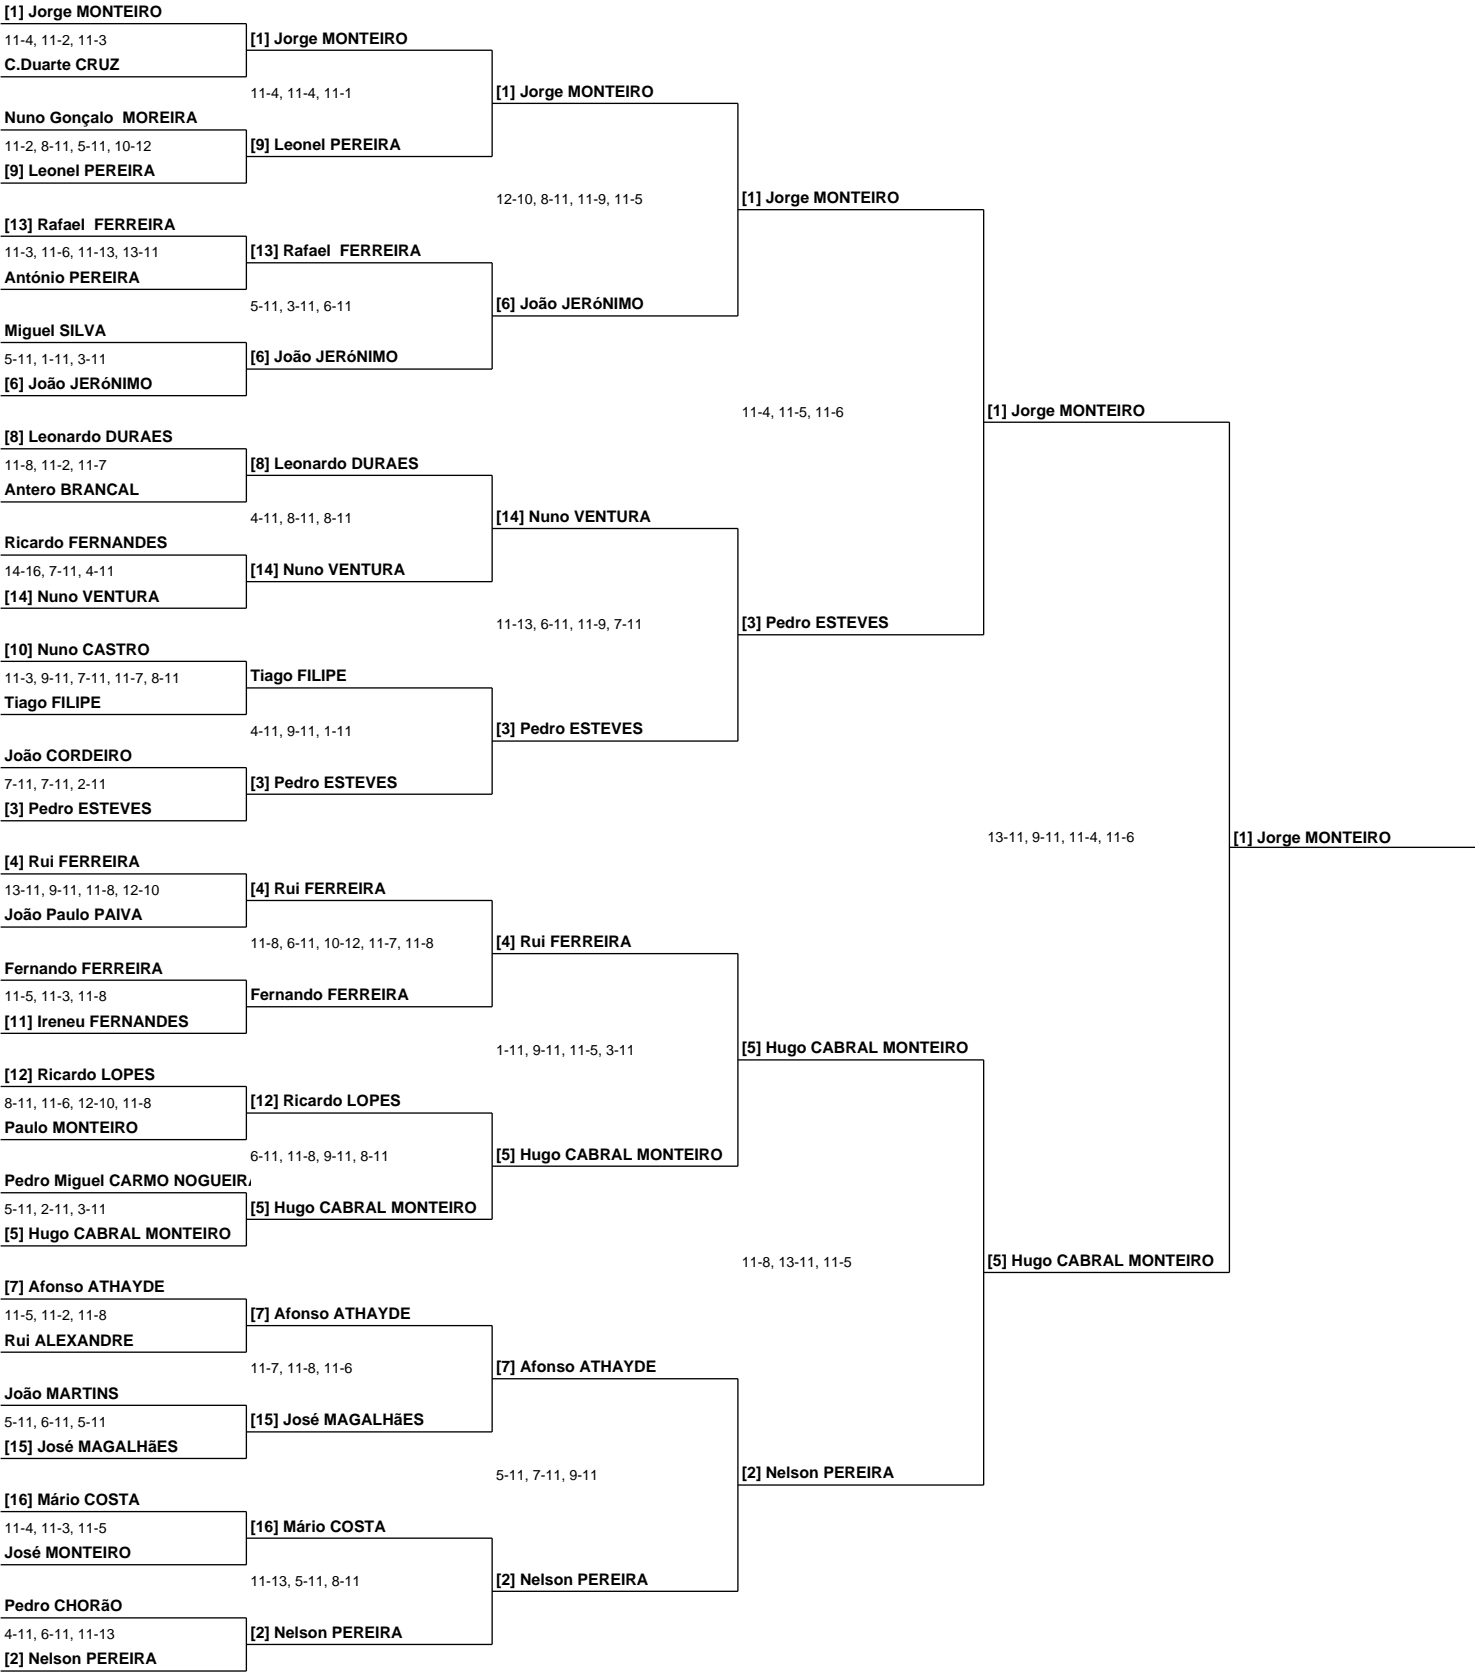 [1] Jorge MONTEIRO
11-4, 11-2, 11-3
[1] Jorge MONTEIRO
C.Duarte CRUZ
11-4, 11-4, 11-1
[1] Jorge MONTEIRO
Nuno Gonçalo  MOREIRA
11-2, 8-11, 5-11, 10-12
[9] Leonel PEREIRA
[9] Leonel PEREIRA
12-10, 8-11, 11-9, 11-5
[1] Jorge MONTEIRO
[13] Rafael  FERREIRA
11-3, 11-6, 11-13, 13-11
[13] Rafael  FERREIRA
António PEREIRA
5-11, 3-11, 6-11
[6] João JERóNIMO
Miguel SILVA
5-11, 1-11, 3-11
[6] João JERóNIMO
[6] João JERóNIMO
11-4, 11-5, 11-6
[1] Jorge MONTEIRO
[8] Leonardo DURAES
11-8, 11-2, 11-7
[8] Leonardo DURAES
Antero BRANCAL
4-11, 8-11, 8-11
[14] Nuno VENTURA
Ricardo FERNANDES
14-16, 7-11, 4-11
[14] Nuno VENTURA
[14] Nuno VENTURA
11-13, 6-11, 11-9, 7-11
[3] Pedro ESTEVES
[10] Nuno CASTRO
11-3, 9-11, 7-11, 11-7, 8-11
Tiago FILIPE
Tiago FILIPE
4-11, 9-11, 1-11
[3] Pedro ESTEVES
João CORDEIRO
7-11, 7-11, 2-11
[3] Pedro ESTEVES
[3] Pedro ESTEVES
13-11, 9-11, 11-4, 11-6
[1] Jorge MONTEIRO
[4] Rui FERREIRA
13-11, 9-11, 11-8, 12-10
[4] Rui FERREIRA
João Paulo PAIVA
11-8, 6-11, 10-12, 11-7, 11-8
[4] Rui FERREIRA
Fernando FERREIRA
11-5, 11-3, 11-8
Fernando FERREIRA
[11] Ireneu FERNANDES
1-11, 9-11, 11-5, 3-11
[5] Hugo CABRAL MONTEIRO
[12] Ricardo LOPES
8-11, 11-6, 12-10, 11-8
[12] Ricardo LOPES
Paulo MONTEIRO
6-11, 11-8, 9-11, 8-11
[5] Hugo CABRAL MONTEIRO
Pedro Miguel CARMO NOGUEIRA
5-11, 2-11, 3-11
[5] Hugo CABRAL MONTEIRO
[5] Hugo CABRAL MONTEIRO
11-8, 13-11, 11-5
[5] Hugo CABRAL MONTEIRO
[7] Afonso ATHAYDE
11-5, 11-2, 11-8
[7] Afonso ATHAYDE
Rui ALEXANDRE
11-7, 11-8, 11-6
[7] Afonso ATHAYDE
João MARTINS
5-11, 6-11, 5-11
[15] José MAGALHãES
[15] José MAGALHãES
5-11, 7-11, 9-11
[2] Nelson PEREIRA
[16] Mário COSTA
11-4, 11-3, 11-5
[16] Mário COSTA
José MONTEIRO
11-13, 5-11, 8-11
[2] Nelson PEREIRA
Pedro CHORãO
4-11, 6-11, 11-13
[2] Nelson PEREIRA
[2] Nelson PEREIRA